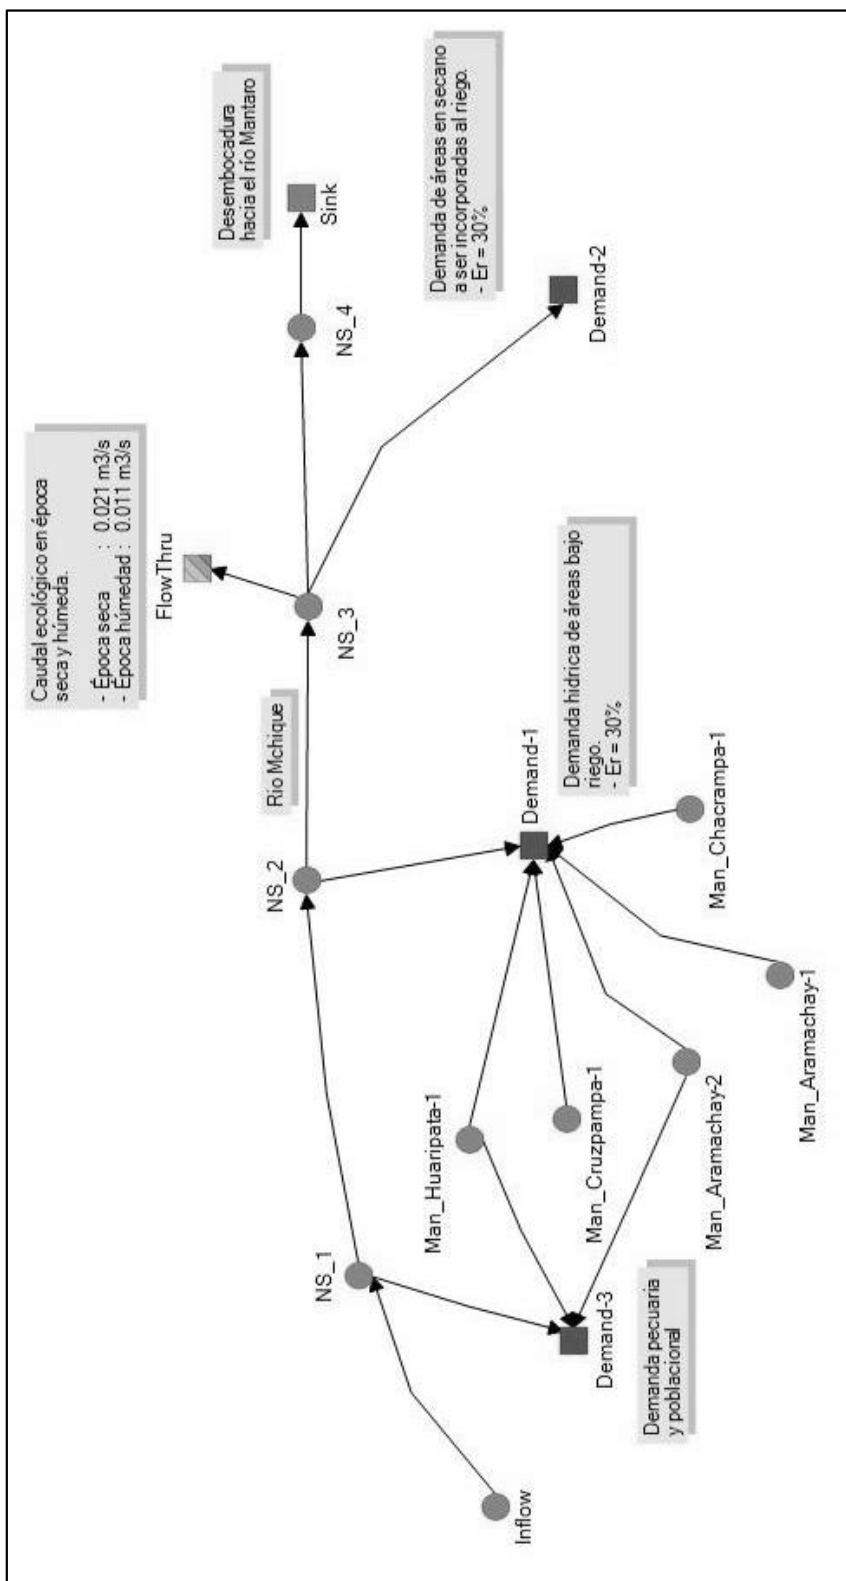 Caudal ecológico en época
seca y húmeda.
- Época seca : 0.021 m3/s
- Época húmedad : 0.011 m3/s
Desembocadura
hacia el río Mantaro
FlowThru
Sink
NS_4
Río Mchique
NS_3
NS_2
Demanda de áreas en secano
a ser incorporadas al riego.
- Er = 30%
NS_1
Demand-2
Man_Huaripata-1
Demand-1
Demanda hídrica de áreas bajo
riego.
- Er = 30%
Inflow
Demand-3
Man_Cruzpampa-1
Demanda pecuaria
y poblacional
Man_Aramachay-2
Man_Chacrampa-1
Man_Aramachay-1